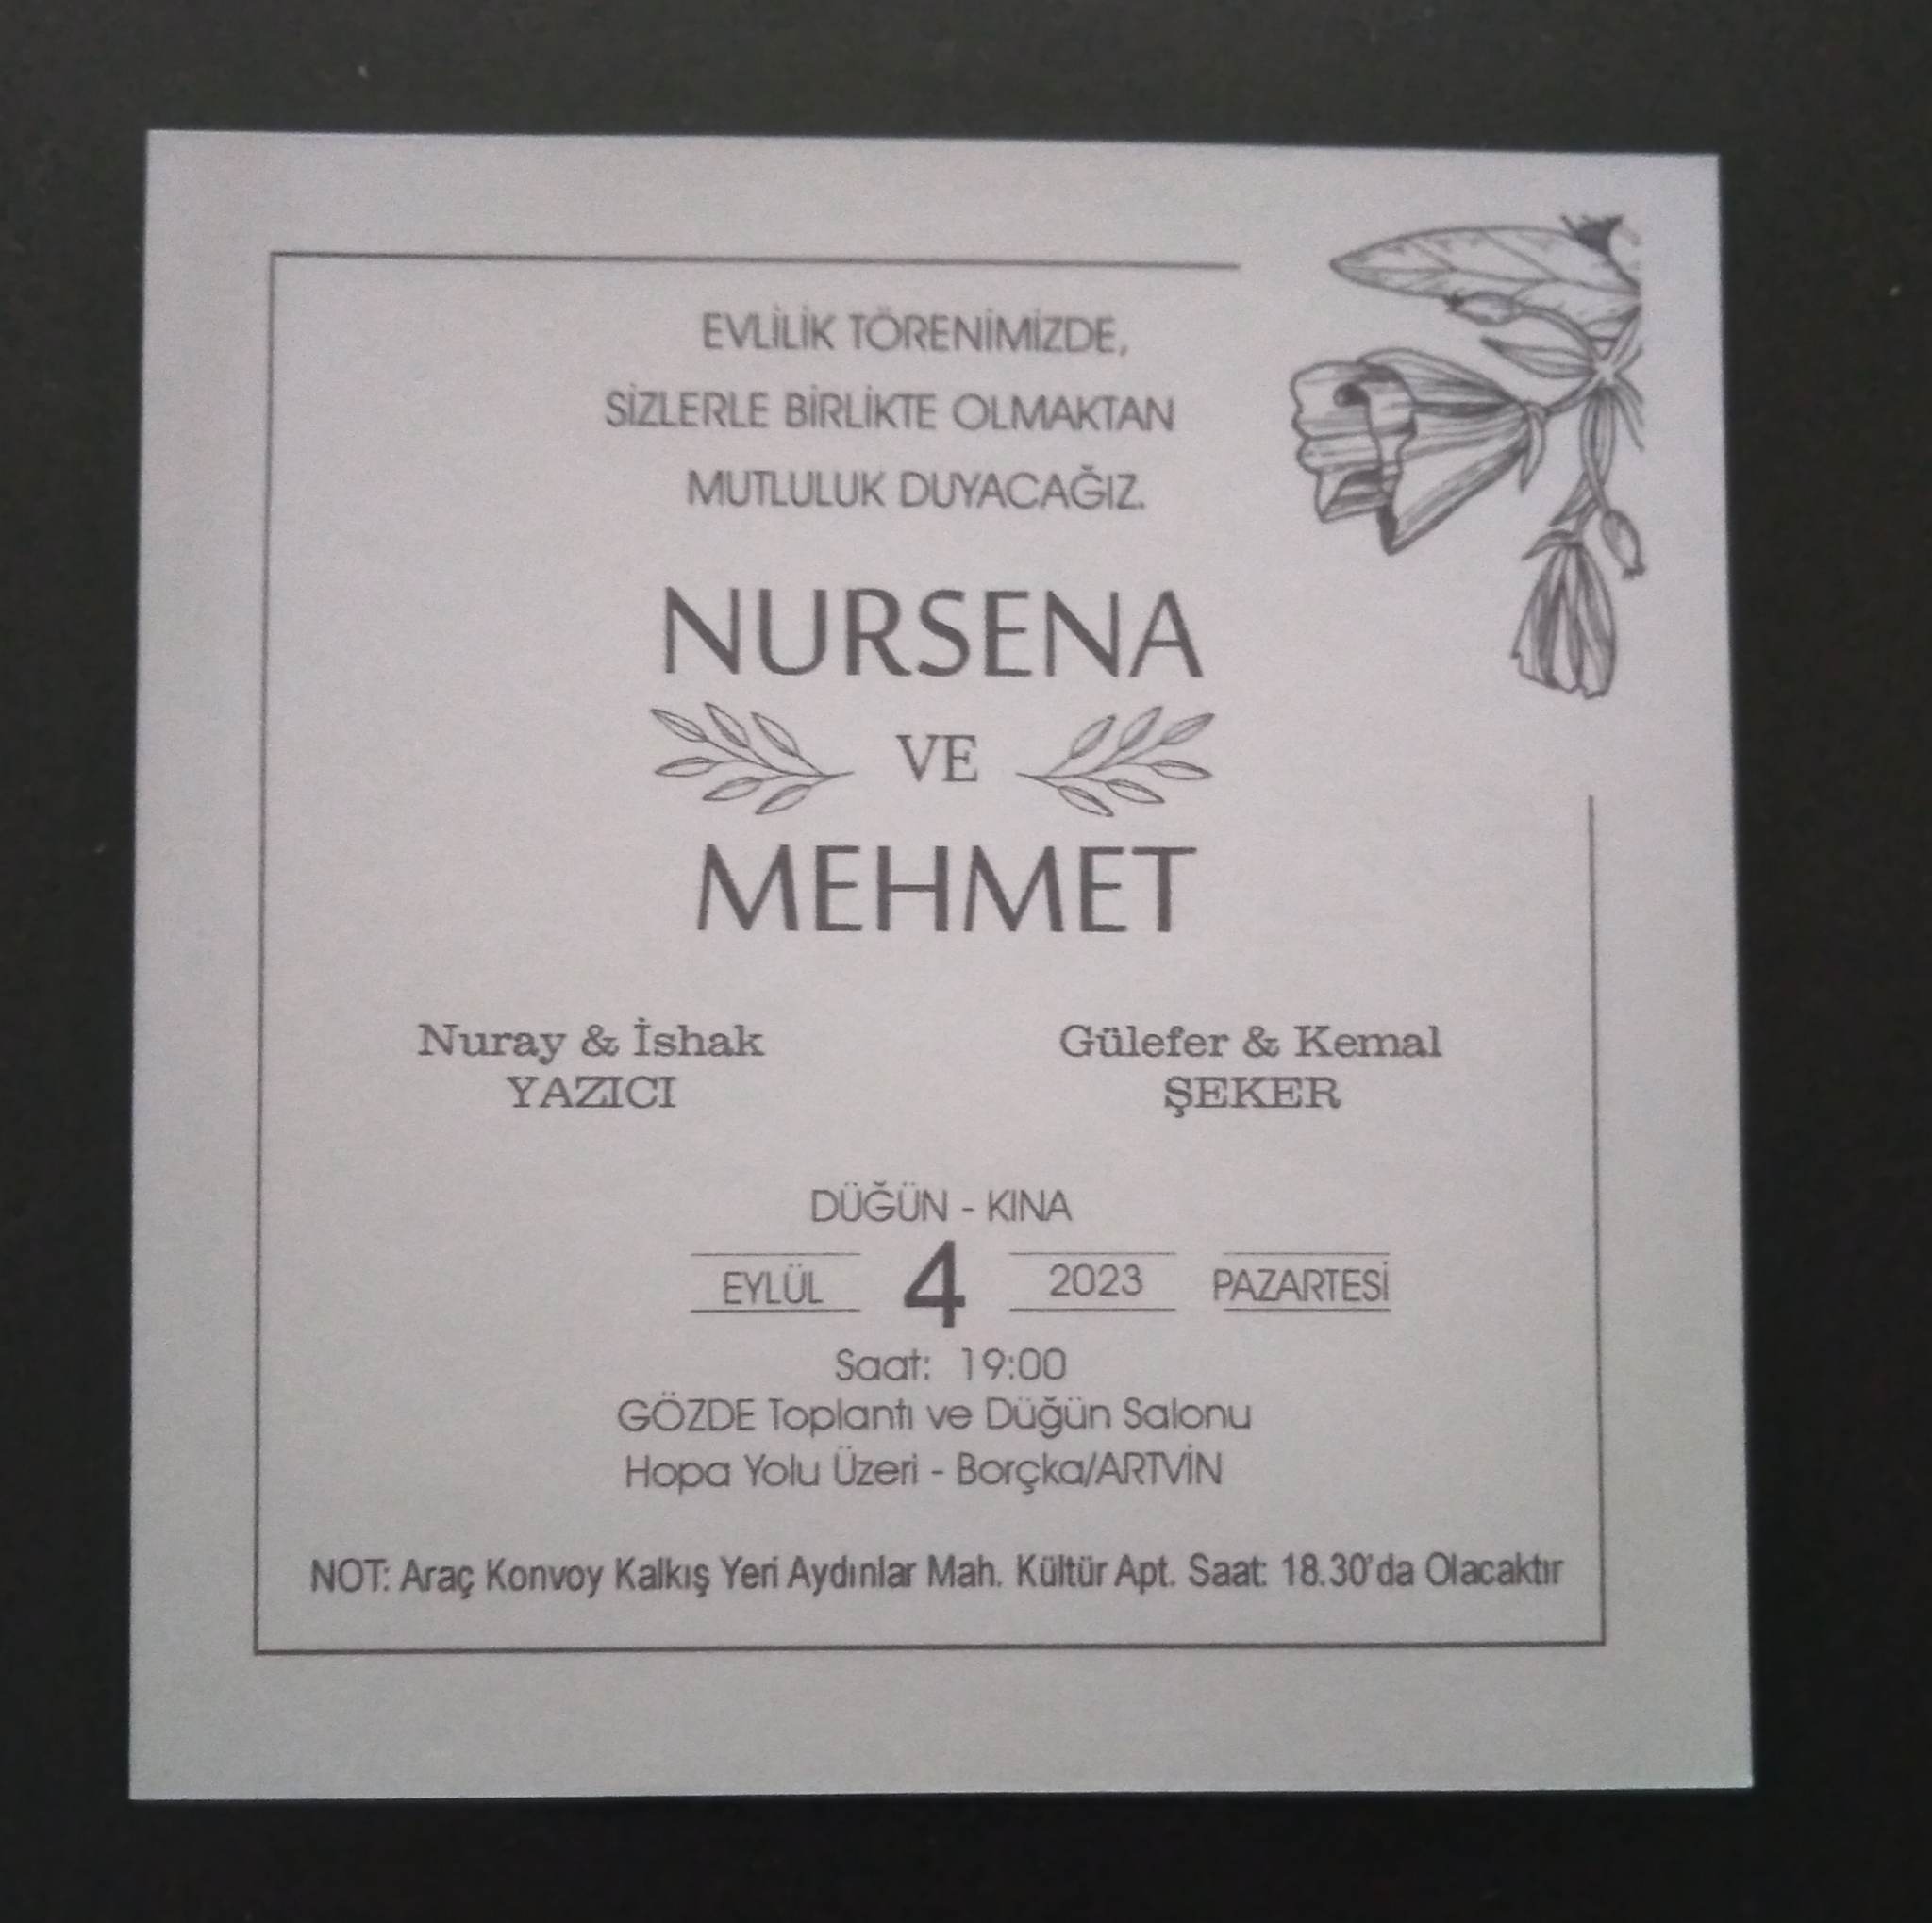 EVLİLİK TÖRENİMİZDE,
SİZLERLE BİRLİKTE OLMAKTAN
MUTLULUK DUYACAĞIZ.
NURSENA
VE
MEHMET
Nuray & İshak
YAZICI
Gülefer & Kemal
ŞEKER
DÜĞÜN - KINA
EYLÜL 4 2023 PAZARTESİ
Saat: 19:00
GÖZDE Toplantı ve Düğün Salonu
Hopa Yolu Üzeri - Borçka/ARTVİN
NOT: Araç Konvoy Kalkış Yeri Aydınlar Mah. Kültür Apt. Saat: 18.30'da Olacaktır